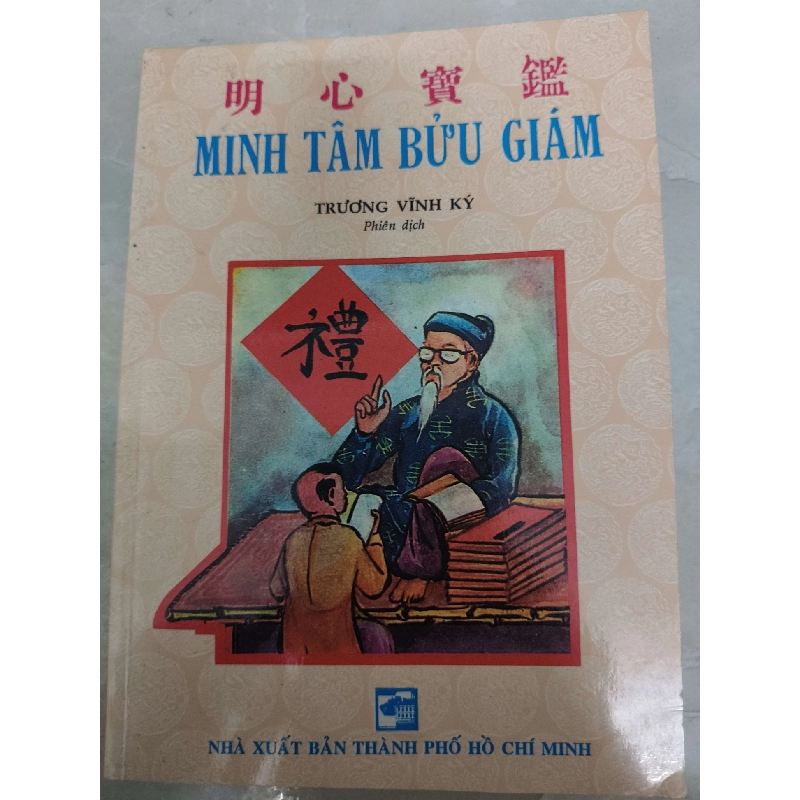 明心寶鑑
MINH TÂM BỬU GIÁM
TRƯƠNG VĨNH KÝ
Phiên dịch
禮
NHÀ XUẤT BẢN THÀNH PHỐ HỒ CHÍ MINH